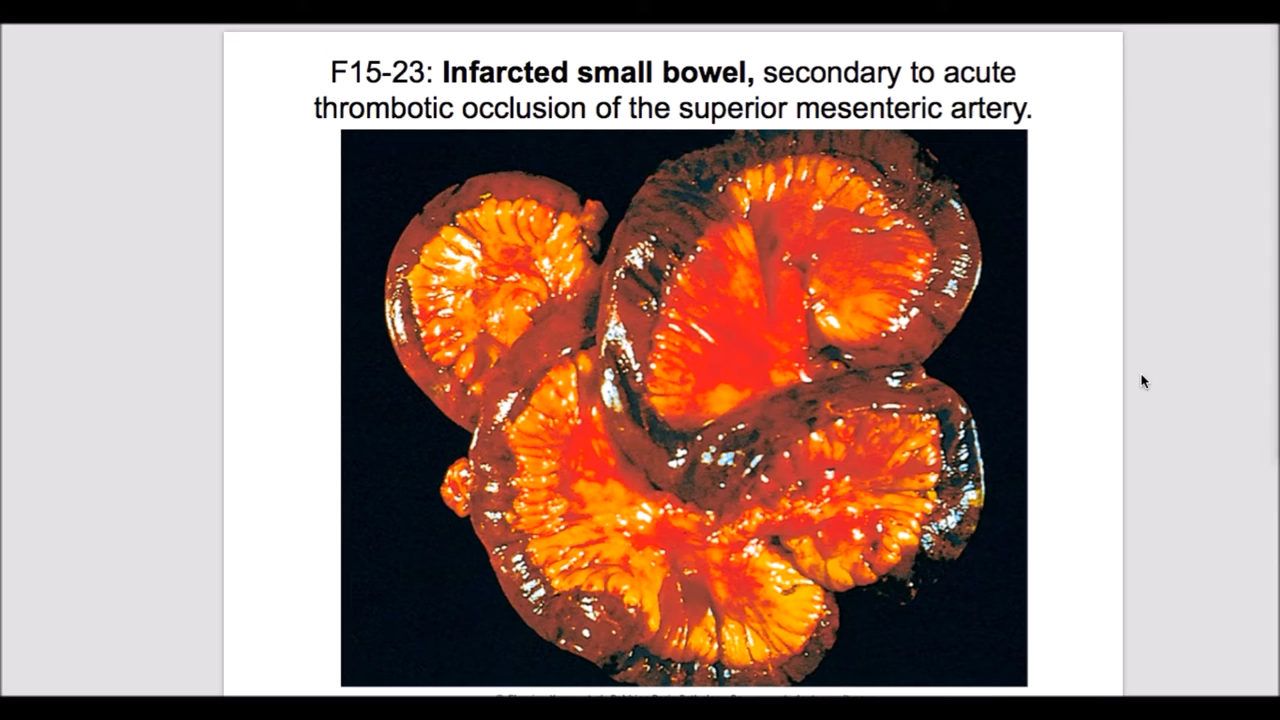 F15-23: Infarcted small bowel, secondary to acute
thrombotic occlusion of the superior mesenteric artery.